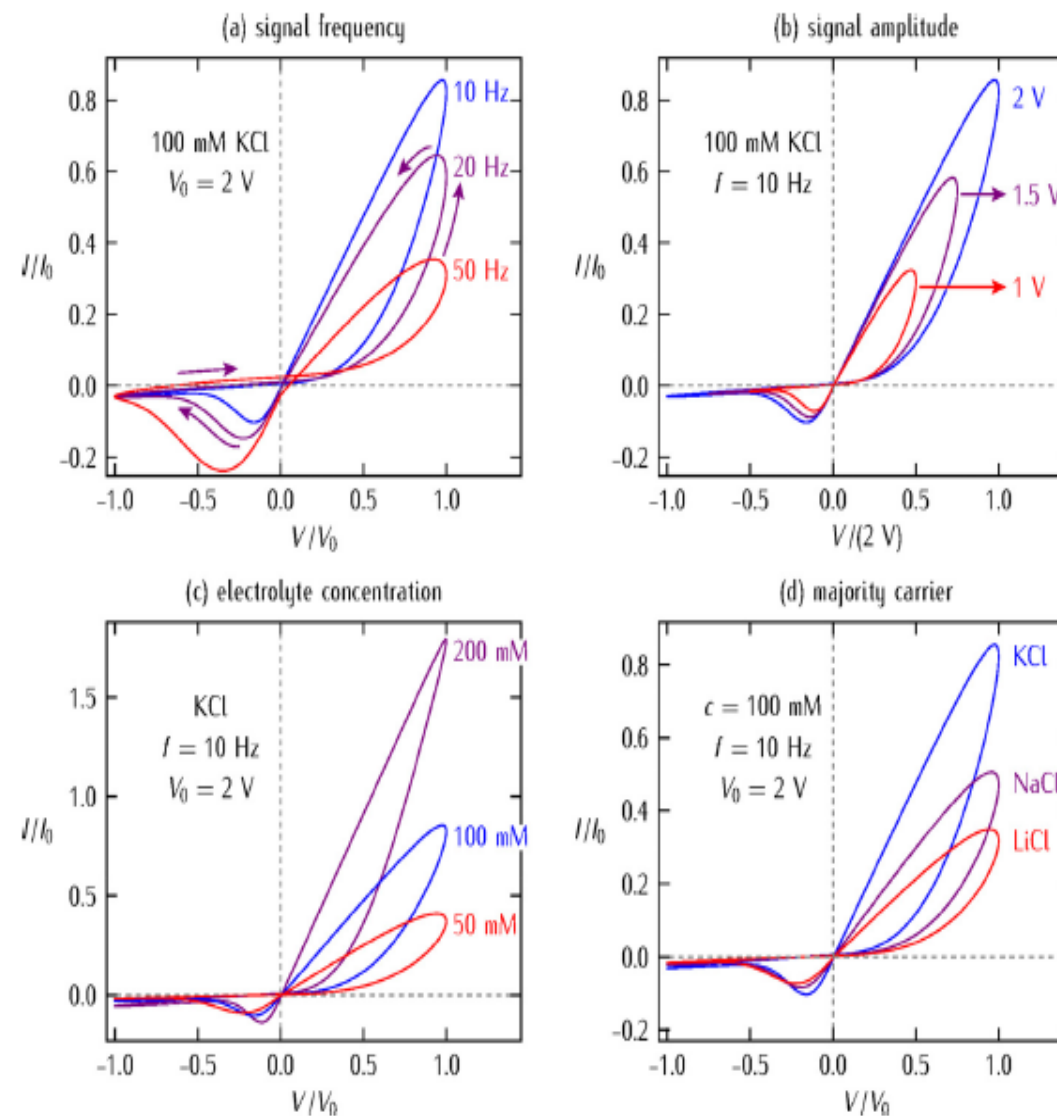 (a) signal frequency
0.8
0.6
0.4
0.2
0.0
−0.2
I/I0
100 mM KCl
V0 = 2 V
10 Hz
20 Hz
50 Hz
−1.0 −0.5 0.0 0.5 1.0
V/V0
(b) signal amplitude
0.8
0.6
0.4
0.2
0.0
−0.2
I/I0
100 mM KCl
f = 10 Hz
2 V
1.5 V
1 V
−1.0 −0.5 0.0 0.5 1.0
V/(2 V)
(c) electrolyte concentration
1.5
1.0
0.5
0.0
I/I0
KCl
f = 10 Hz
V0 = 2 V
200 mM
100 mM
50 mM
−1.0 −0.5 0.0 0.5 1.0
V/V0
(d) majority carrier
0.8
0.6
0.4
0.2
0.0
−0.2
I/I0
c = 100 mM
f = 10 Hz
V0 = 2 V
KCl
NaCl
LiCl
−1.0 −0.5 0.0 0.5 1.0
V/V0